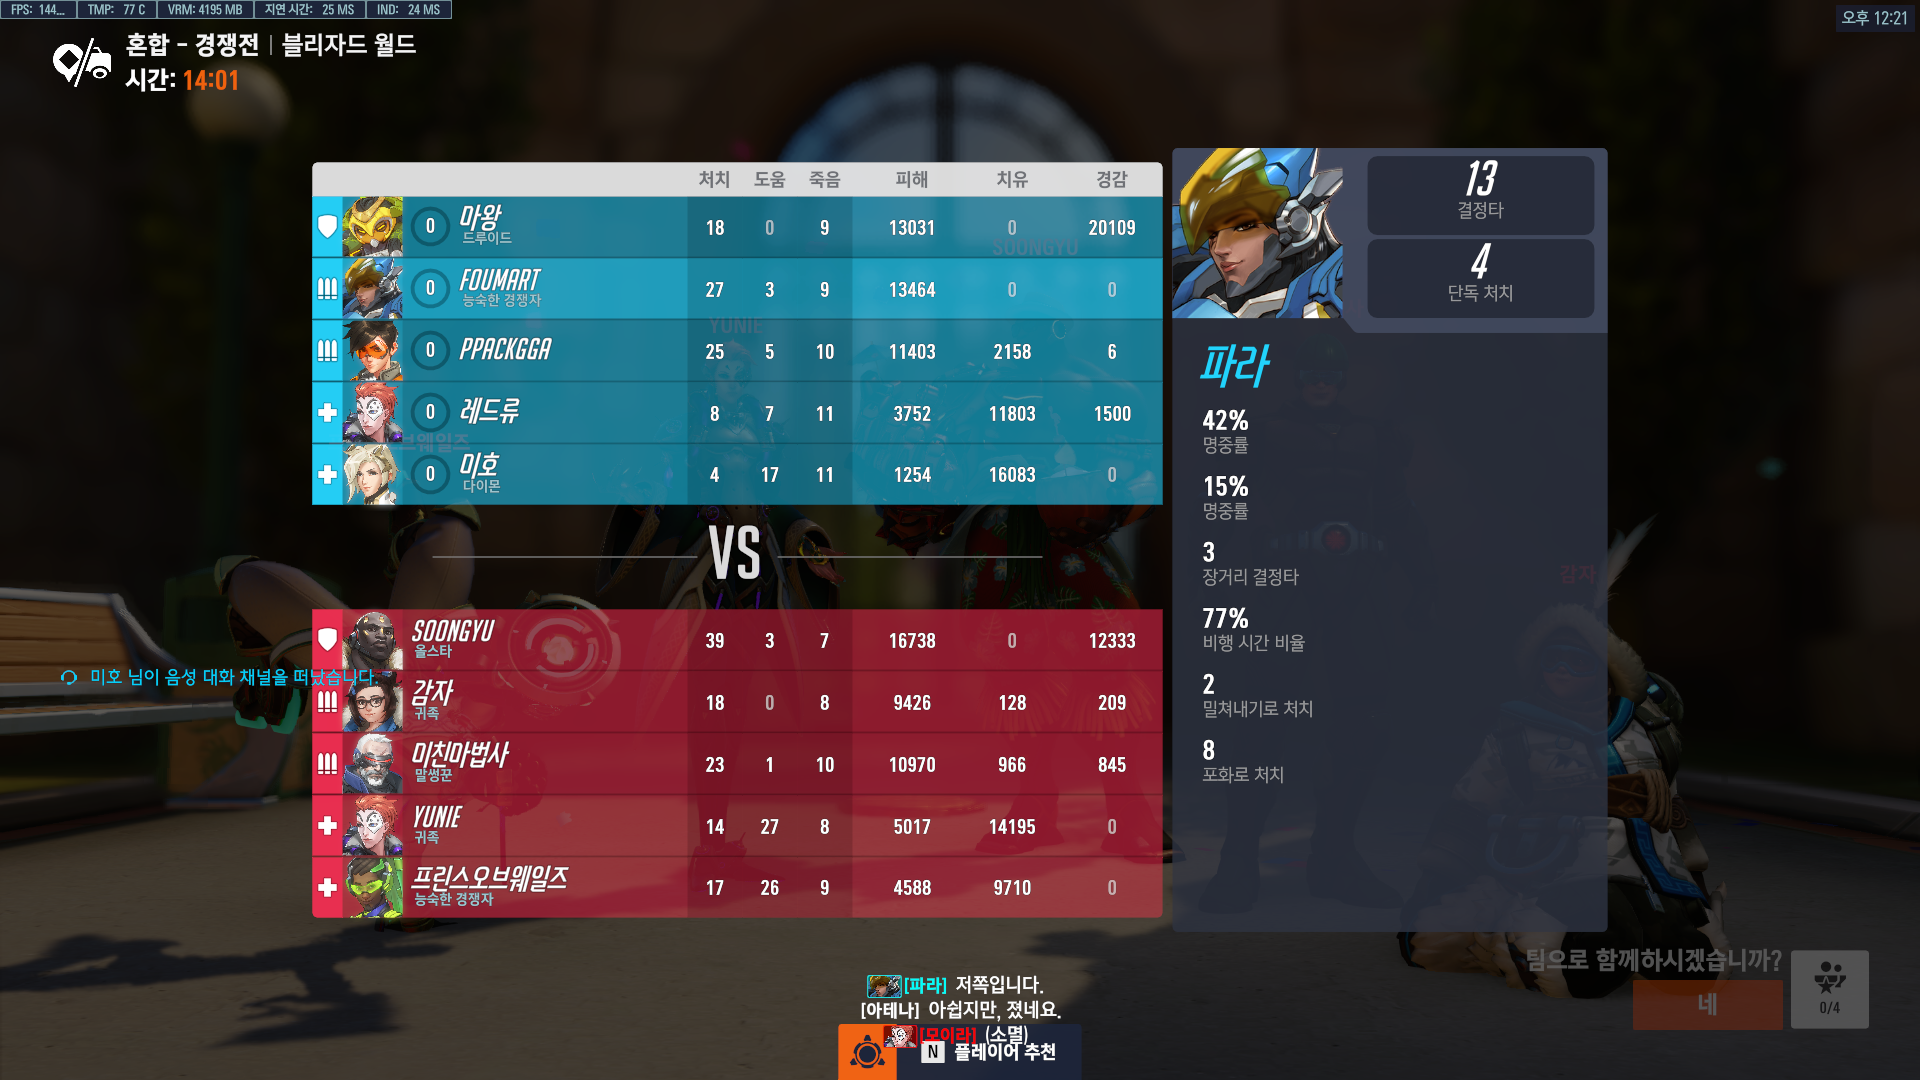 FPS: 144... TMP: 77 C VRM: 4195 MB 지연 시간: 25 MS IND: 24 MS
오후 12:21
혼합 - 경쟁전 | 블리자드 월드
시간: 14:01
처치 도움 죽음 피해 치유 경감
0 마왕 18 0 9 13031 0 20109
드루이드
SOONGYU
0 FOUMART 27 3 9 13464 0 0
능숙한 경쟁자
YUNIE
0 PPACKGGA 25 5 10 11403 2158 6
0 레드류 8 7 11 3752 11803 1500
브웨일즈
0 미호 4 17 11 1254 16083 0
다이몬
VS
SOONGYU 39 3 7 16738 0 12333
올스타
미호 님이 음성 대화 채널을 떠났습니다.
감자 18 0 8 9426 128 209
귀족
미친마법사 23 1 10 10970 966 845
말썽꾼
YUNIE 14 27 8 5017 14195 0
귀족
프린스오브웨일즈 17 26 9 4588 9710 0
능숙한 경쟁자
13
결정타
4
단독 처치
파라
42%
명중률
15%
명중률
3
장거리 결정타
감자
77%
비행 시간 비율
2
밀쳐내기로 처치
8
포화로 처치
팀으로 함께하시겠습니까?
네
0/4
[파라] 저쪽입니다.
[아테나] 아쉽지만, 졌네요.
[모이라] (소멸)
N 플레이어 추천